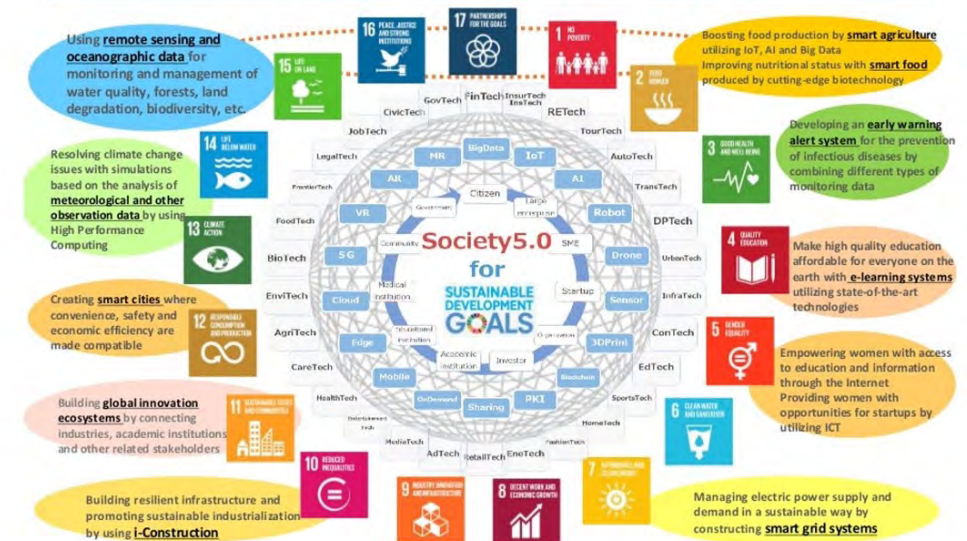 Using remote sensing and
oceanographic data for
monitoring and management of
water quality, forests, land
degradation, biodiversity, etc.
Resolving climate change
issues with simulations
based on the analysis of
meteorological and other
observation data by using
High Performance
Computing
Creating smart cities where
convenience, safety and
economic efficiency are
made compatible
Building global innovation
ecosystems by connecting
industries, academic institutions
and other related stakeholders
Building resilient infrastructure and
promoting sustainable industrialization
by using i-Construction
Boosting food production by smart agriculture
utilizing IoT, AI and Big Data
Improving nutritional status with smart food
produced by cutting-edge biotechnology
Developing an early warning
alert system for the prevention
of infectious diseases by
combining different types of
monitoring data
Make high quality education
affordable for everyone on the
earth with e-learning systems
utilizing state-of-the-art
technologies
Empowering women with access
to education and information
through the Internet
Providing women with
opportunities for startups by
utilizing ICT
Managing electric power supply and
demand in a sustainable way by
constructing smart grid systems
17 PARTNERSHIPS
FOR THE GOALS
16 PEACE, JUSTICE
AND STRONG
INSTITUTIONS
15 LIFE
ON LAND
14 LIFE
BELOW WATER
13 CLIMATE
ACTION
12 RESPONSIBLE
CONSUMPTION
AND PRODUCTION
11 SUSTAINABLE CITIES
AND COMMUNITIES
10 REDUCED
INEQUALITIES
9 INDUSTRY, INNOVATION
AND INFRASTRUCTURE
8 DECENT WORK AND
ECONOMIC GROWTH
7 AFFORDABLE AND
CLEAN ENERGY
6 CLEAN WATER
AND SANITATION
5 GENDER
EQUALITY
4 QUALITY
EDUCATION
3 GOOD HEALTH
AND WELL-BEING
2
HUNGER
1 NO
POVERTY
FinTech
InsurTech
InsTech
RETech
TourTech
AutoTech
TransTech
DPTech
UrbanTech
InfraTech
ConTech
EdTech
SportsTech
HomeTech
FashionTech
EneTech
RetailTech
AdTech
MediaTech
Entertainment
Tech
HealthTech
CareTech
AgriTech
EnviTech
BioTech
FoodTech
FrontierTech
LegalTech
JobTech
CivicTech
GovTech
BigData
IoT
AI
Robot
Drone
Sensor
3DPrint
Blockchain
PKI
Sharing
OnDemand
Mobile
Edge
Cloud
5G
VR
AR
MR
Citizen
Large
enterprise
SME
Startup
Investor
Academic
institution
Educational
institution
Medical
institution
Community
Government
Society5.0
for
SUSTAINABLE
DEVELOPMENT
GOALS